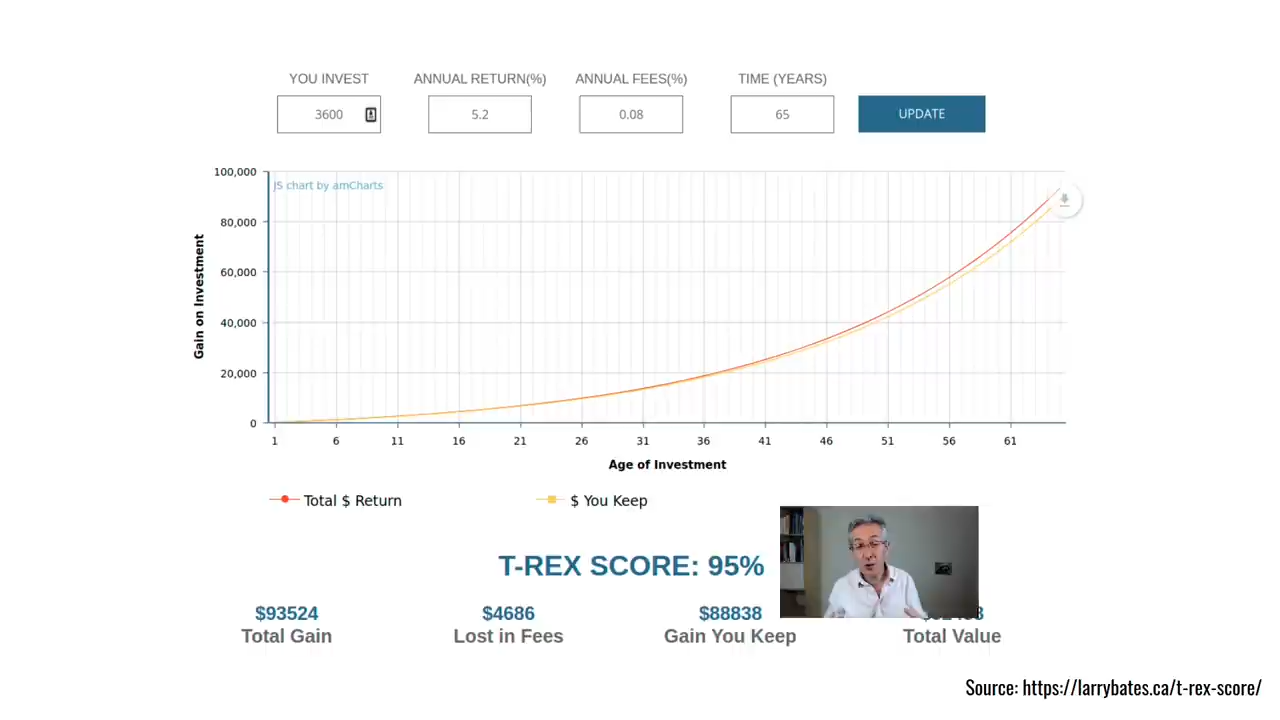 YOU INVEST ANNUAL RETURN(%) ANNUAL FEES(%) TIME (YEARS)
3600 5.2 0.08 65 UPDATE
100,000
JS chart by amCharts
80,000
60,000
40,000
20,000
0
Gain on Investment
1 6 11 16 21 26 31 36 41 46 51 56 61
Age of Investment
Total $ Return $ You Keep
T-REX SCORE: 95%
$93524 $4686 $88838
Total Gain Lost in Fees Gain You Keep Total Value
Source: https://larrybates.ca/t-rex-score/